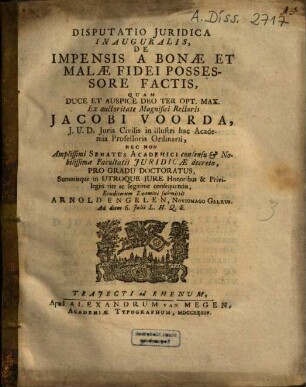 A. Diss. 2717
DISPUTATIO JURIDICA
INAUGURALIS,
DE
IMPENSIS A BONÆ ET
MALÆ FIDEI POSSES-
SORE FACTIS,
QUAM
DUCE ET AUSPICE DEO TER OPT. MAX.
Ex auctoritate Magnifici Rectoris
JACOBI VOORDA,
J. U. D. Juris Civilis in illustri hac Acade-
mia Professoris Ordinarii,
NEC NON
Amplissimi SENATUS ACADEMICI consensu & No-
bilissimæ Facultatis JURIDICÆ decreto,
PRO GRADU DOCTORATUS,
Summisque in UTROQUE JURE Honoribus & Privi-
legiis rite ac legitime consequendis,
Eruditorum Examini submittit
ARNOLD ENGELEN, NOVIOMAGO GELRUS.
Ad diem 6. Julii L. H. Q. S.
TRAJECTI ad RHENUM,
Apud ALEXANDRUM van MEGEN,
ACADEMIÆ TYPOGRAPHUM,